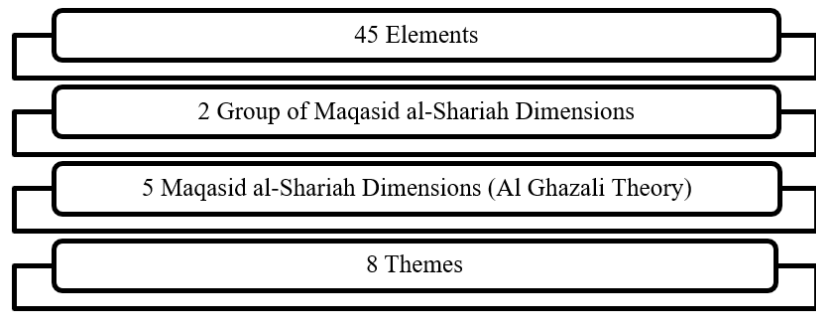 45 Elements
2 Group of Maqasid al-Shariah Dimensions
5 Maqasid al-Shariah Dimensions (Al Ghazali Theory)
8 Themes